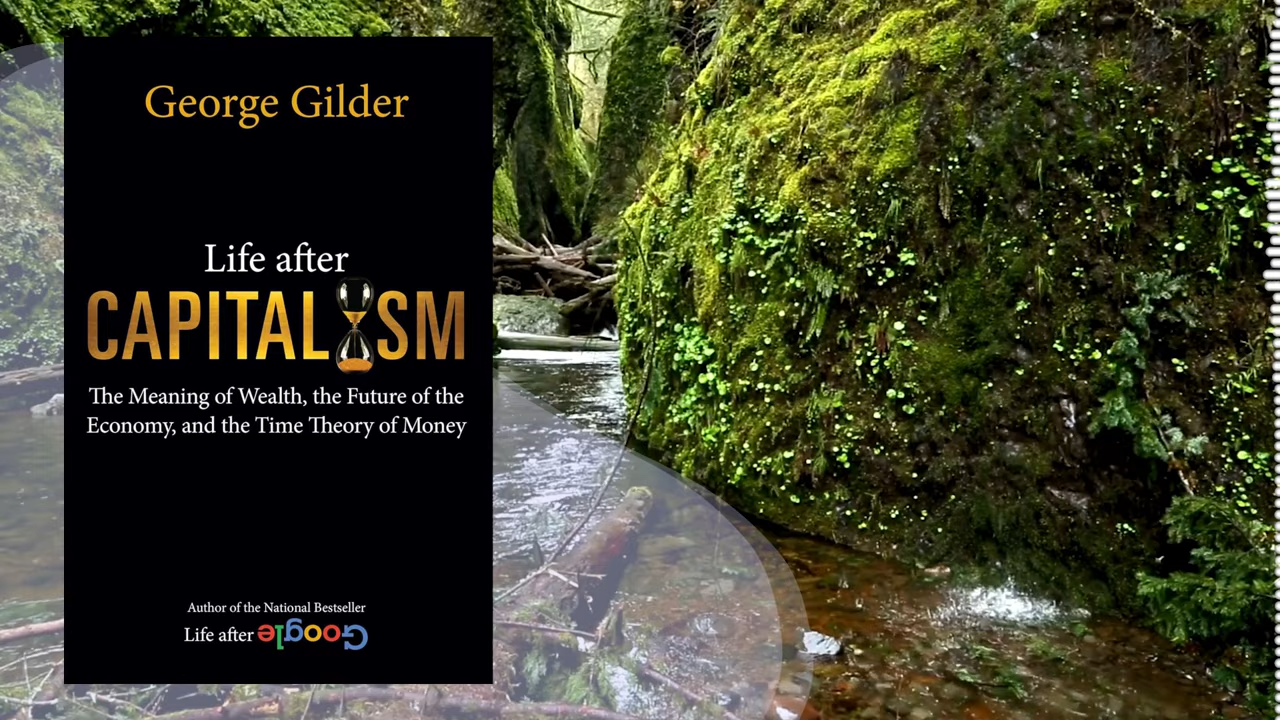 George Gilder
Life after
CAPITALISM
The Meaning of Wealth, the Future of the
Economy, and the Time Theory of Money
Author of the National Bestseller
Life after Google